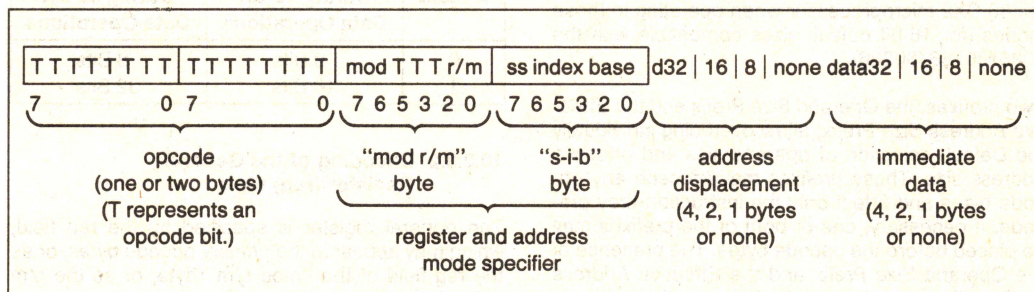 TTTTTTTT TTTTTTTT mod TTT r/m ss index base d32 | 16 | 8 | none data32 | 16 | 8 | none
7 0 7 0 7 6 5 3 2 0 7 6 5 3 2 0
opcode "mod r/m" "s-i-b" address immediate
(one or two bytes) byte byte displacement data
(T represents an (4, 2, 1 bytes (4, 2, 1 bytes
opcode bit.) register and address or none) or none)
mode specifier